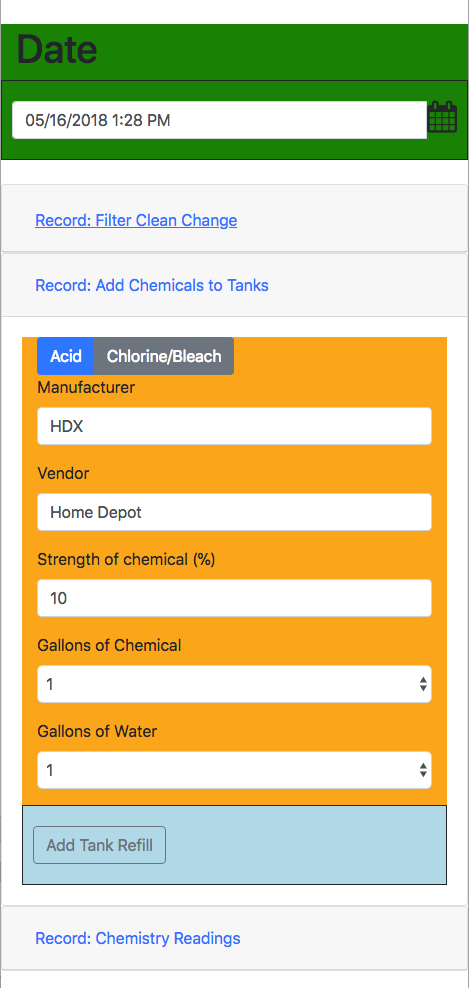 Date
05/16/2018 1:28 PM
Record: Filter Clean Change
Record: Add Chemicals to Tanks
Acid Chlorine/Bleach
Manufacturer
HDX
Vendor
Home Depot
Strength of chemical (%)
10
Gallons of Chemical
1
Gallons of Water
1
Add Tank Refill
Record: Chemistry Readings